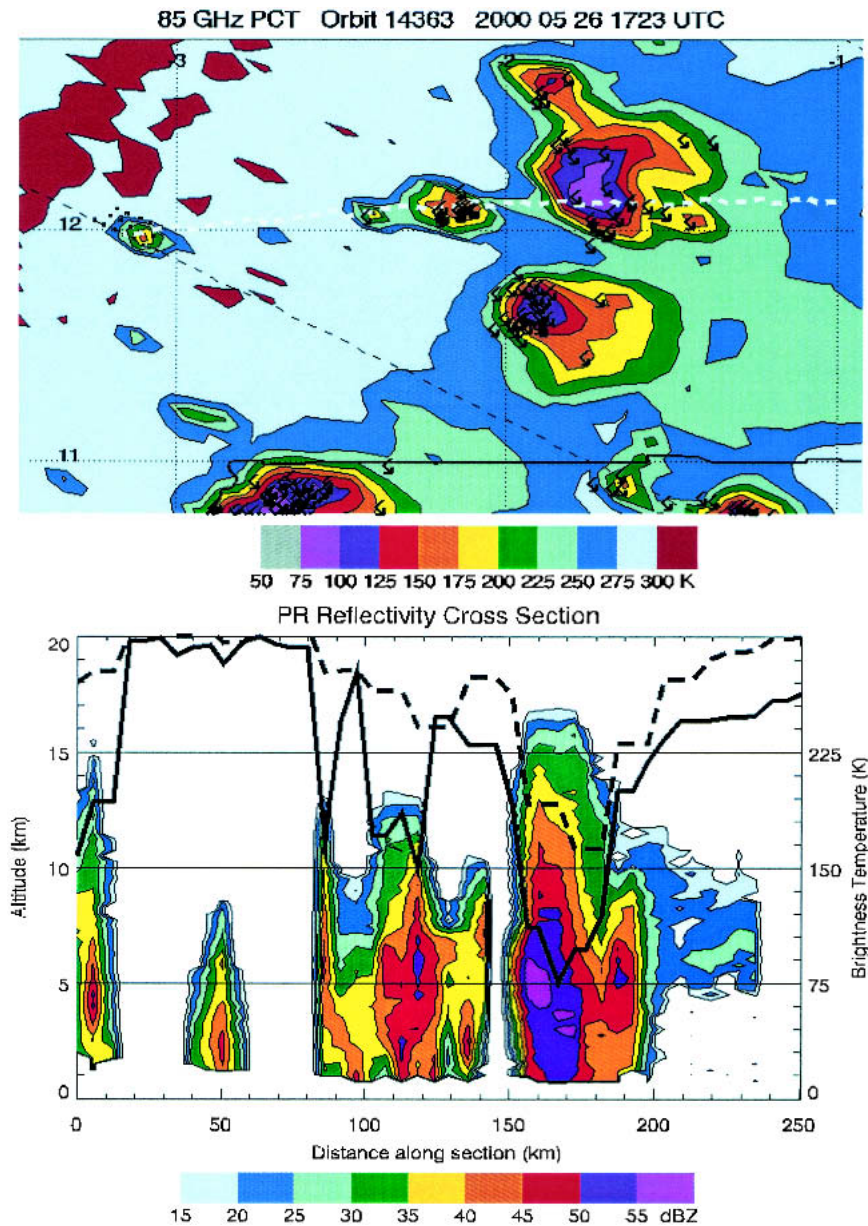 85 GHz PCT Orbit 14363 2000 05 26 1723 UTC
-3 -2 -1
12
11
50 75 100 125 150 175 200 225 250 275 300 K
PR Reflectivity Cross Section
20
15
10
5
0
Altitude (km)
225
150
75
0
Brightness Temperature (K)
0 50 100 150 200 250
Distance along section (km)
15 20 25 30 35 40 45 50 55 dBZ